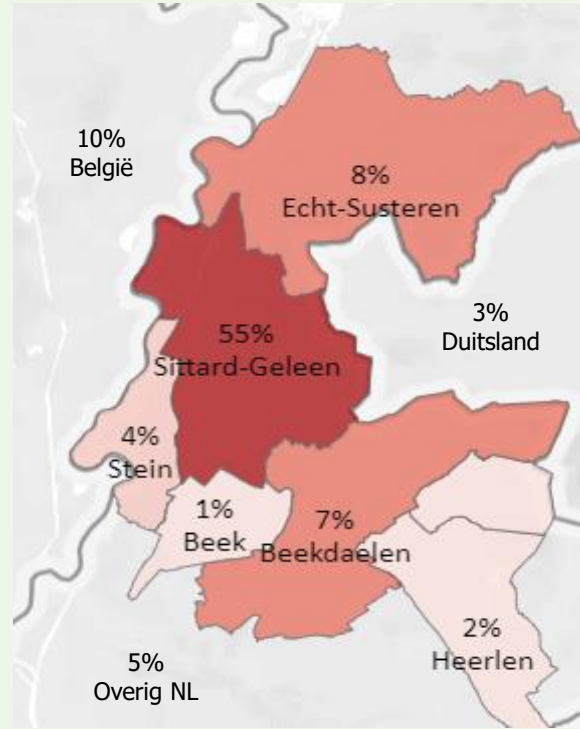 10%
België
8%
Echt-Susteren
3%
Duitsland
55%
Sittard-Geleen
4%
Stein
1%
Beek
7%
Beekdaelen
2%
Heerlen
5%
Overig NL